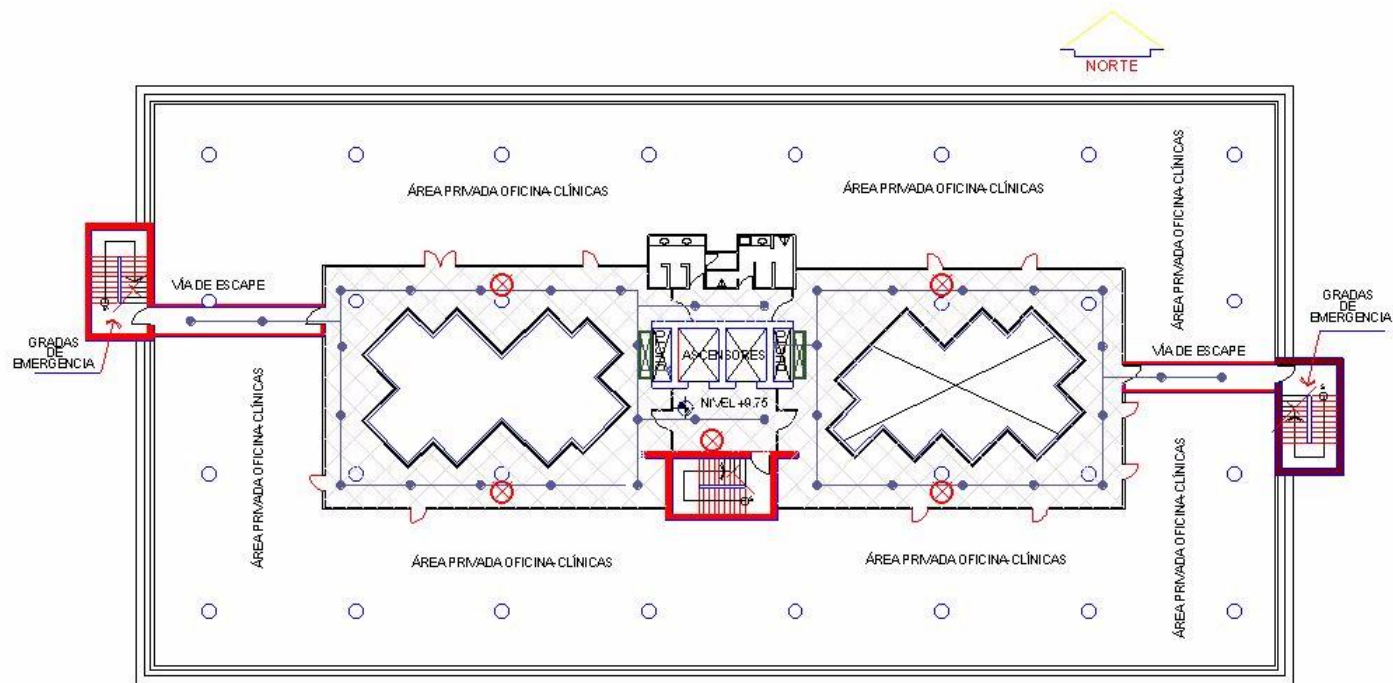 NORTE
ÁREA PRIVADA OFICINA-CLÍNICAS
ÁREA PRIVADA OFICINA-CLÍNICAS
ÁREA PRIVADA OFICINA-CLÍNICAS
VÍA DE ESCAPE
GRADAS
DE
EMERGENCIA
GRADAS
DE
EMERGENCIA
DUCTO
ASCENSORES
DUCTO
VÍA DE ESCAPE
NIVEL +9.75
ÁREA PRIVADA OFICINA-CLÍNICAS
ÁREA PRIVADA OFICINA-CLÍNICAS
ÁREA PRIVADA OFICINA-CLÍNICAS
ÁREA PRIVADA OFICINA-CLÍNICAS